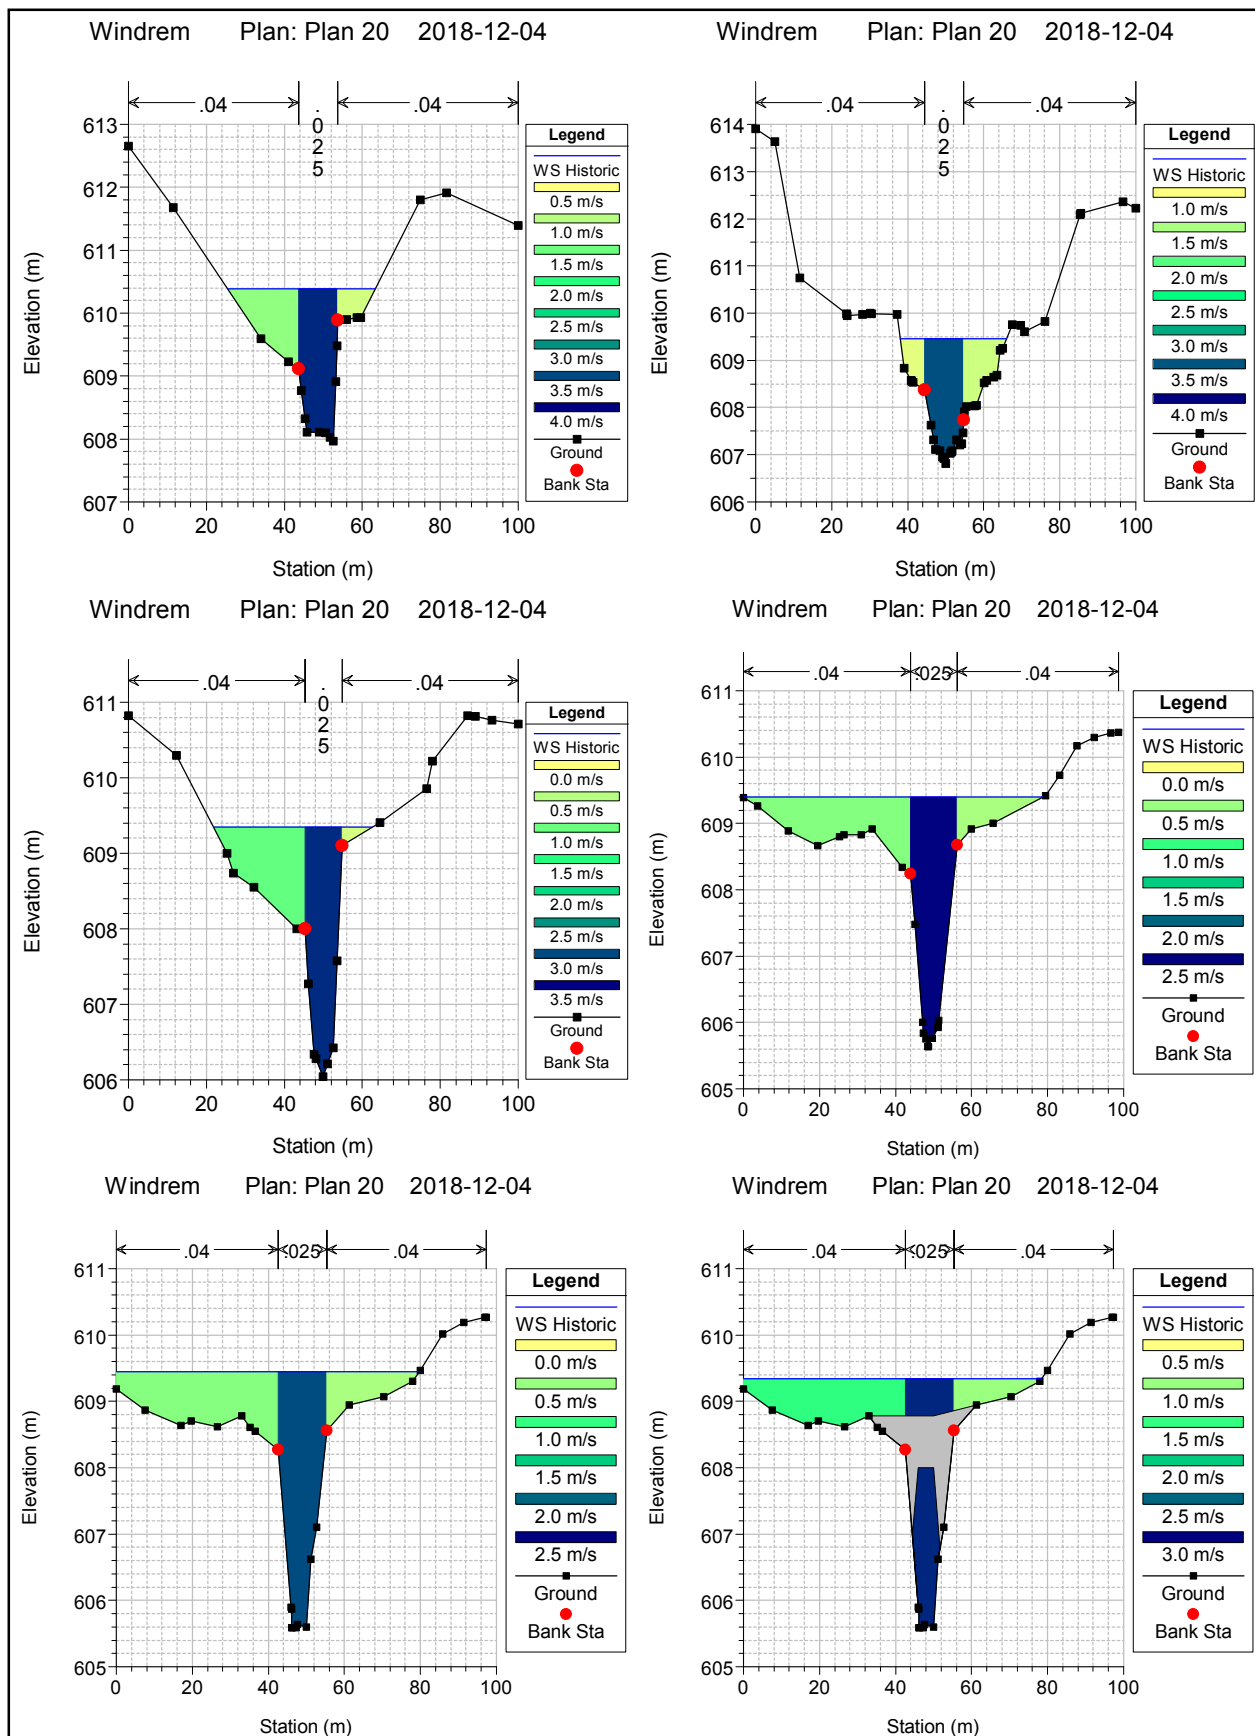 Windrem Plan: Plan 20 2018-12-04
.04 .025 .04
613
612
611
610
609
608
607
0 20 40 60 80 100
Elevation (m)
Station (m)
Legend
WS Historic
0.5 m/s
1.0 m/s
1.5 m/s
2.0 m/s
2.5 m/s
3.0 m/s
3.5 m/s
4.0 m/s
Ground
Bank Sta
Windrem Plan: Plan 20 2018-12-04
.04 .025 .04
614
613
612
611
610
609
608
607
606
0 20 40 60 80 100
Elevation (m)
Station (m)
Legend
WS Historic
1.0 m/s
1.5 m/s
2.0 m/s
2.5 m/s
3.0 m/s
3.5 m/s
4.0 m/s
Ground
Bank Sta
Windrem Plan: Plan 20 2018-12-04
.04 .025 .04
611
610
609
608
607
606
0 20 40 60 80 100
Elevation (m)
Station (m)
Legend
WS Historic
0.0 m/s
0.5 m/s
1.0 m/s
1.5 m/s
2.0 m/s
2.5 m/s
3.0 m/s
3.5 m/s
Ground
Bank Sta
Windrem Plan: Plan 20 2018-12-04
.04 .025 .04
611
610
609
608
607
606
605
0 20 40 60 80 100
Elevation (m)
Station (m)
Legend
WS Historic
0.0 m/s
0.5 m/s
1.0 m/s
1.5 m/s
2.0 m/s
2.5 m/s
Ground
Bank Sta
Windrem Plan: Plan 20 2018-12-04
.04 .025 .04
611
610
609
608
607
606
605
0 20 40 60 80 100
Elevation (m)
Station (m)
Legend
WS Historic
0.0 m/s
0.5 m/s
1.0 m/s
1.5 m/s
2.0 m/s
2.5 m/s
Ground
Bank Sta
Windrem Plan: Plan 20 2018-12-04
.04 .025 .04
611
610
609
608
607
606
605
0 20 40 60 80 100
Elevation (m)
Station (m)
Legend
WS Historic
0.5 m/s
1.0 m/s
1.5 m/s
2.0 m/s
2.5 m/s
3.0 m/s
Ground
Bank Sta